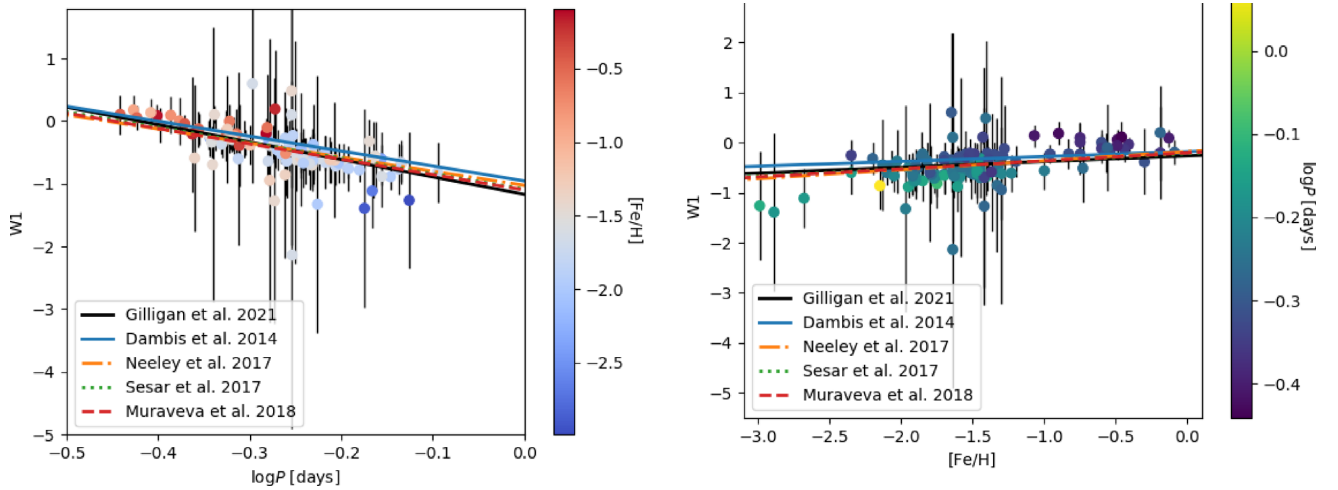 1
0
−1
−2
−3
−4
−5
W1
−0.5
−0.4
−0.3
−0.2
−0.1
0.0
logP [days]
Gilligan et al. 2021
Dambis et al. 2014
Neeley et al. 2017
Sesar et al. 2017
Muraveva et al. 2018
−0.5
−1.0
−1.5
−2.0
−2.5
[Fe/H]
2
1
0
−1
−2
−3
−4
−5
W1
−3.0
−2.5
−2.0
−1.5
−1.0
−0.5
0.0
[Fe/H]
Gilligan et al. 2021
Dambis et al. 2014
Neeley et al. 2017
Sesar et al. 2017
Muraveva et al. 2018
0.0
−0.1
−0.2
−0.3
−0.4
logP [days]